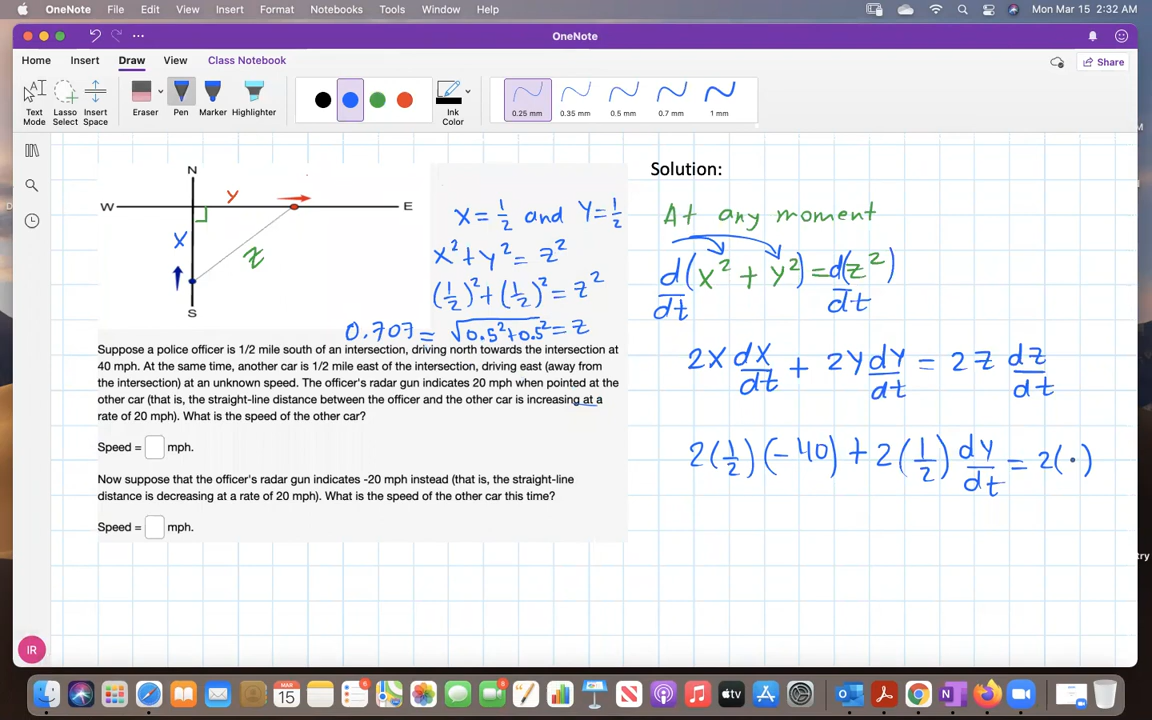 OneNote File Edit View Insert Format Notebooks Tools Window Help Mon Mar 15 2:32 AM
OneNote
Home Insert Draw View Class Notebook Share
Text Mode Lasso Select Insert Space Eraser Pen Marker Highlighter Ink Color 0.25 mm 0.35 mm 0.5 mm 0.7 mm 1 mm
N
W E
S
Y
X
Z
X = 1/2 and Y = 1/2
X² + Y² = Z²
(1/2)² + (1/2)² = Z²
0.707 = √0.5²+0.5² = Z
Suppose a police officer is 1/2 mile south of an intersection, driving north towards the intersection at
40 mph. At the same time, another car is 1/2 mile east of the intersection, driving east (away from
the intersection) at an unknown speed. The officer's radar gun indicates 20 mph when pointed at the
other car (that is, the straight-line distance between the officer and the other car is increasing at a
rate of 20 mph). What is the speed of the other car?
Speed = mph.
Now suppose that the officer's radar gun indicates -20 mph instead (that is, the straight-line
distance is decreasing at a rate of 20 mph). What is the speed of the other car this time?
Speed = mph.
Solution:
At any moment
d/dt (X² + Y²) = d(Z²)/dt
2X dX/dt + 2Y dY/dt = 2Z dZ/dt
2(1/2)(-40) + 2(1/2) dY/dt = 2(·)
IR
MAR
15
8
6